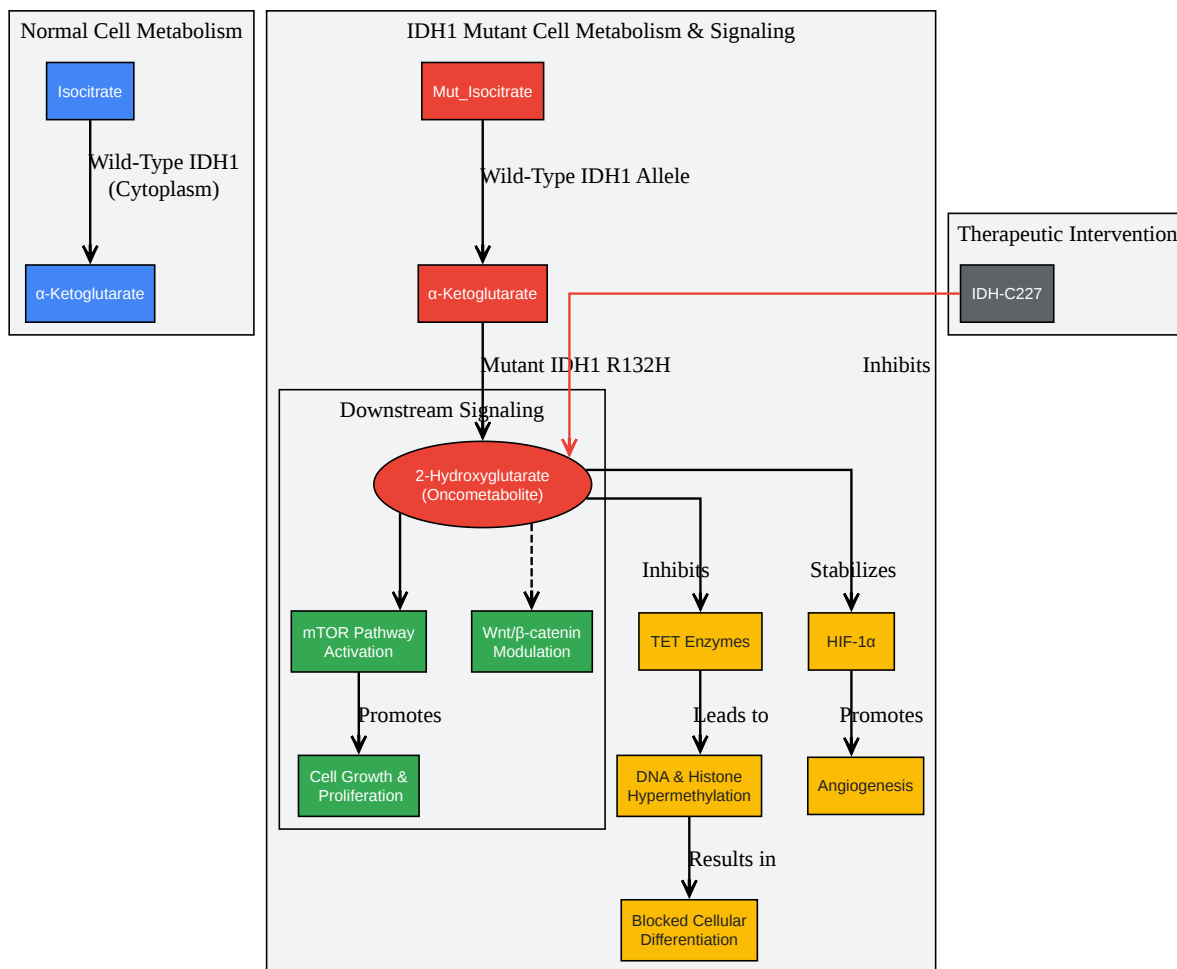 Normal Cell Metabolism
Isocitrate
Wild-Type IDH1
(Cytoplasm)
α-Ketoglutarate
IDH1 Mutant Cell Metabolism & Signaling
Mut_Isocitrate
Wild-Type IDH1 Allele
α-Ketoglutarate
Mutant IDH1 R132H
Therapeutic Intervention
IDH-C227
Inhibits
Downstream Signaling
2-Hydroxyglutarate
(Oncometabolite)
Inhibits
Stabilizes
mTOR Pathway
Activation
Wnt/β-catenin
Modulation
TET Enzymes
HIF-1α
Promotes
Leads to
Promotes
Cell Growth &
Proliferation
DNA & Histone
Hypermethylation
Angiogenesis
Results in
Blocked Cellular
Differentiation